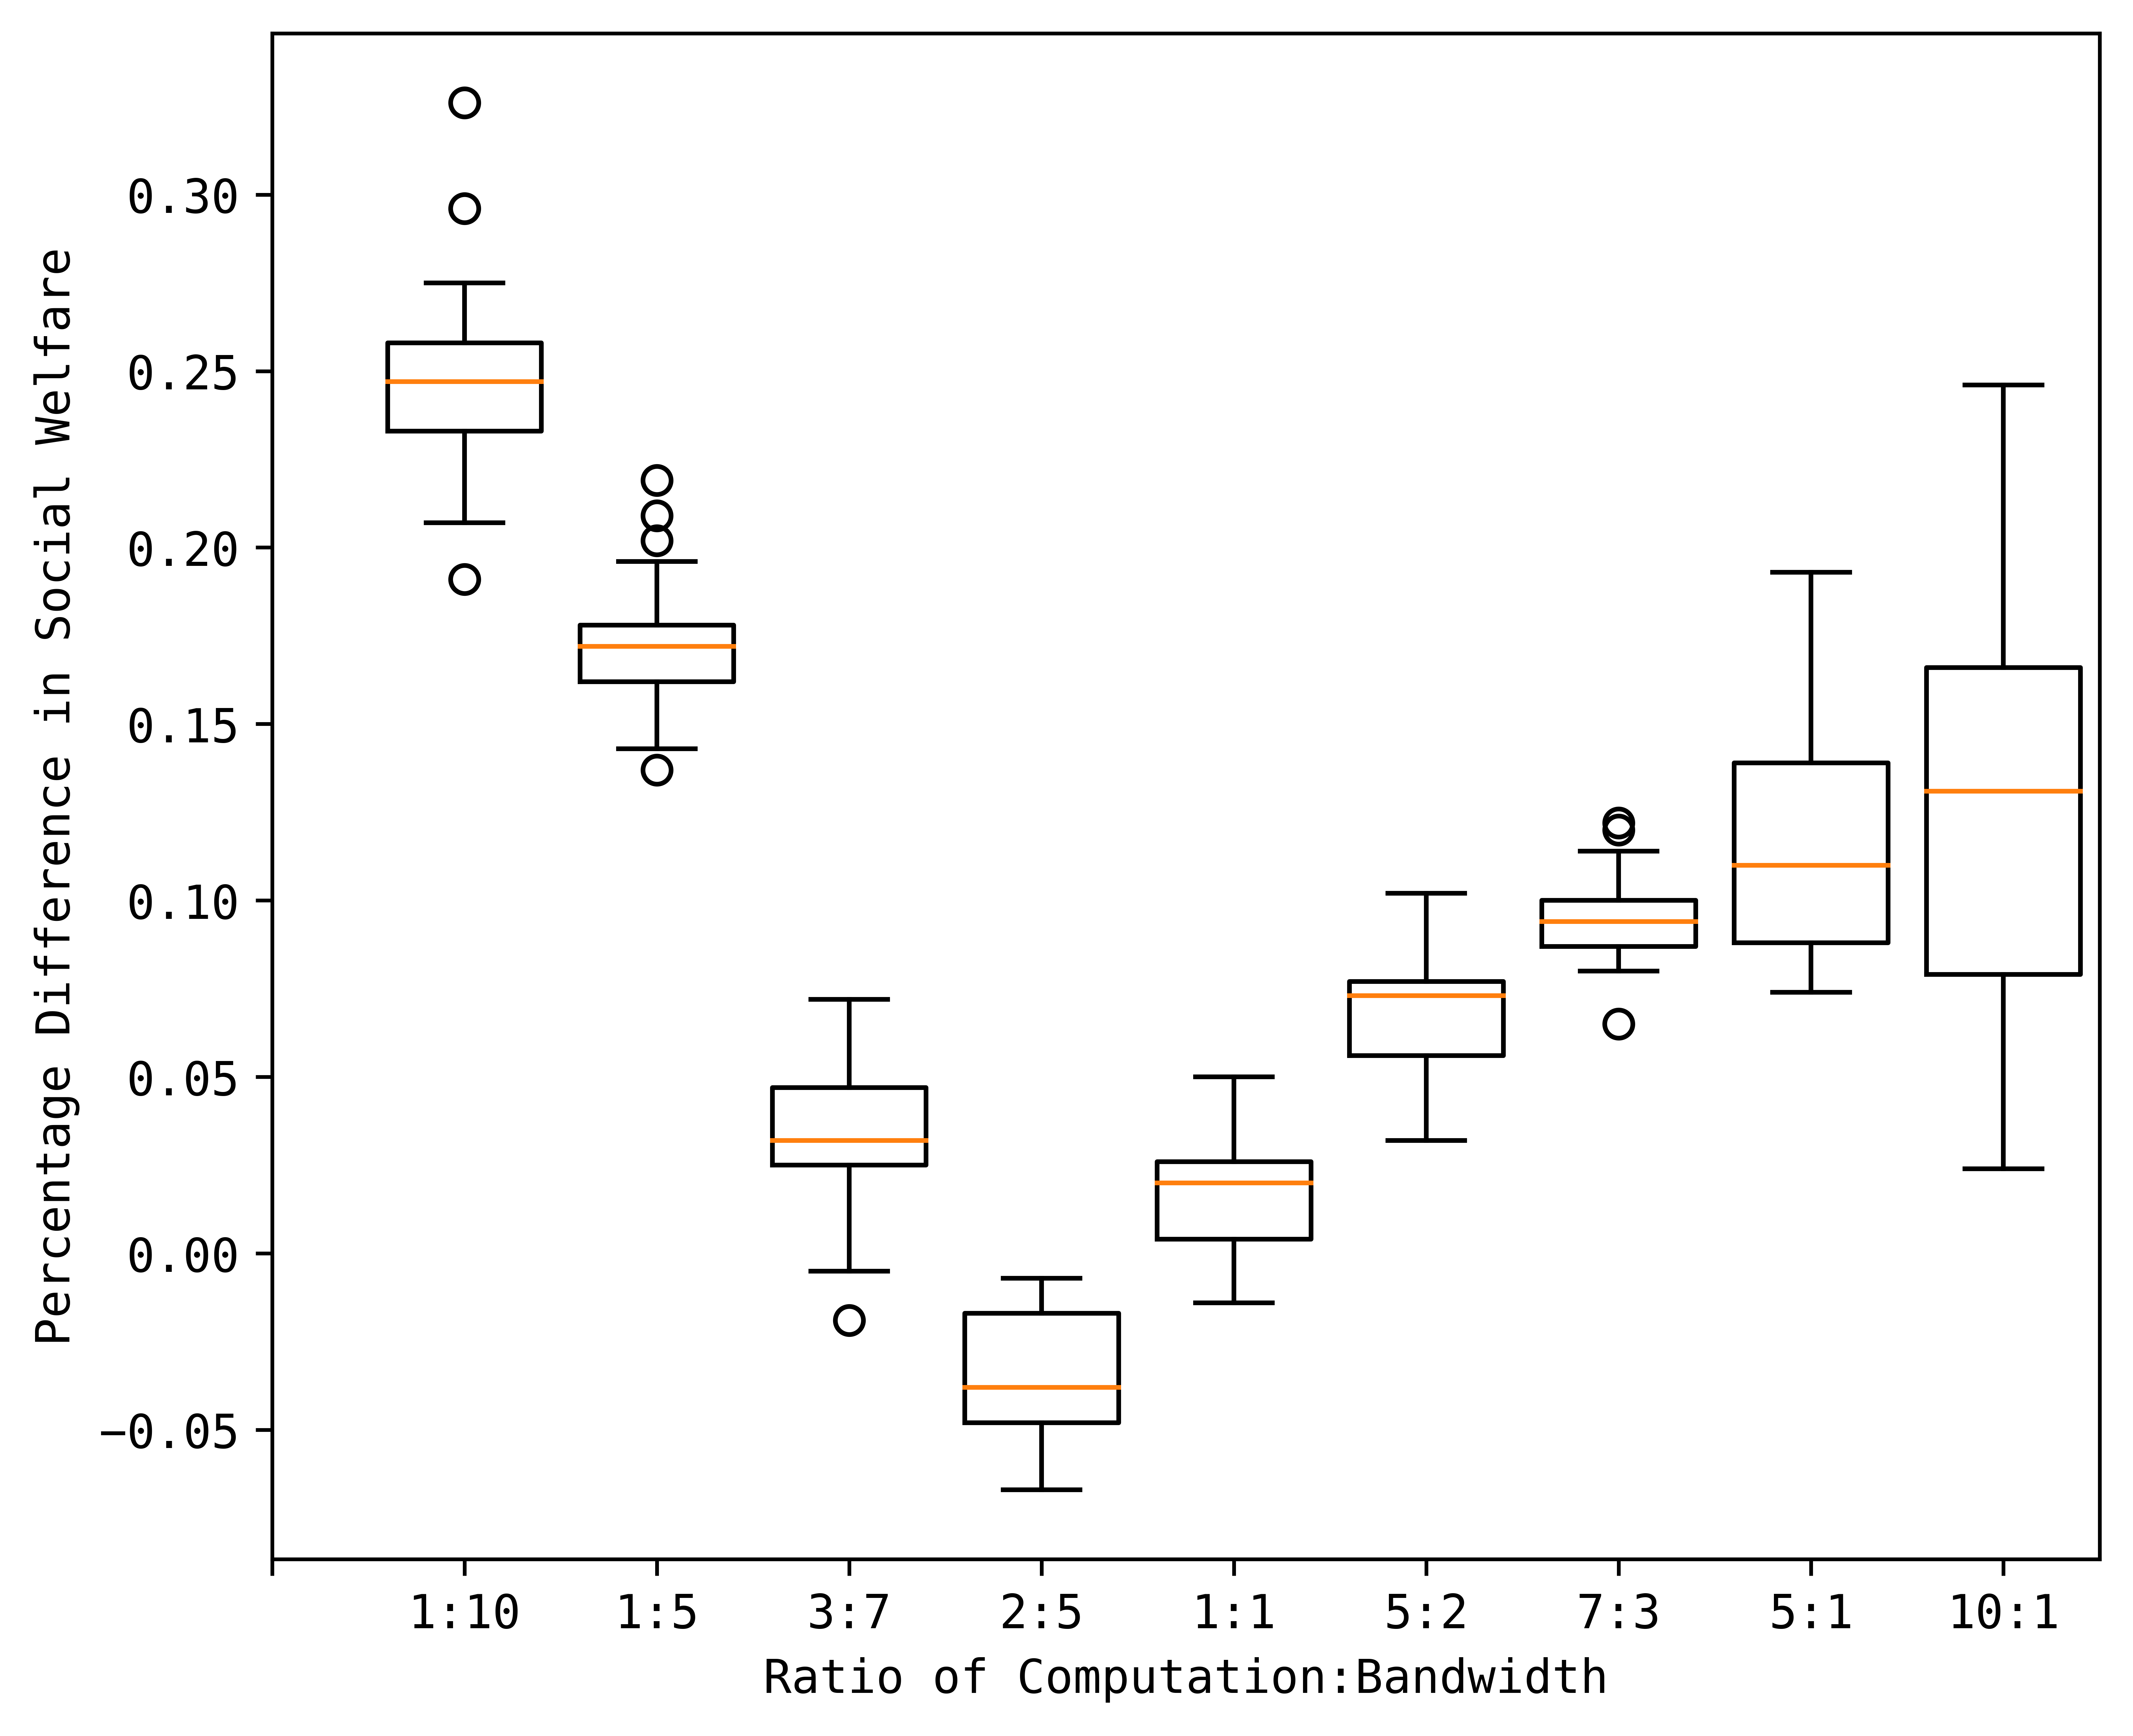 Percentage Difference in Social Welfare
0.30
0.25
0.20
0.15
0.10
0.05
0.00
−0.05
1:10 1:5 3:7 2:5 1:1 5:2 7:3 5:1 10:1
Ratio of Computation:Bandwidth